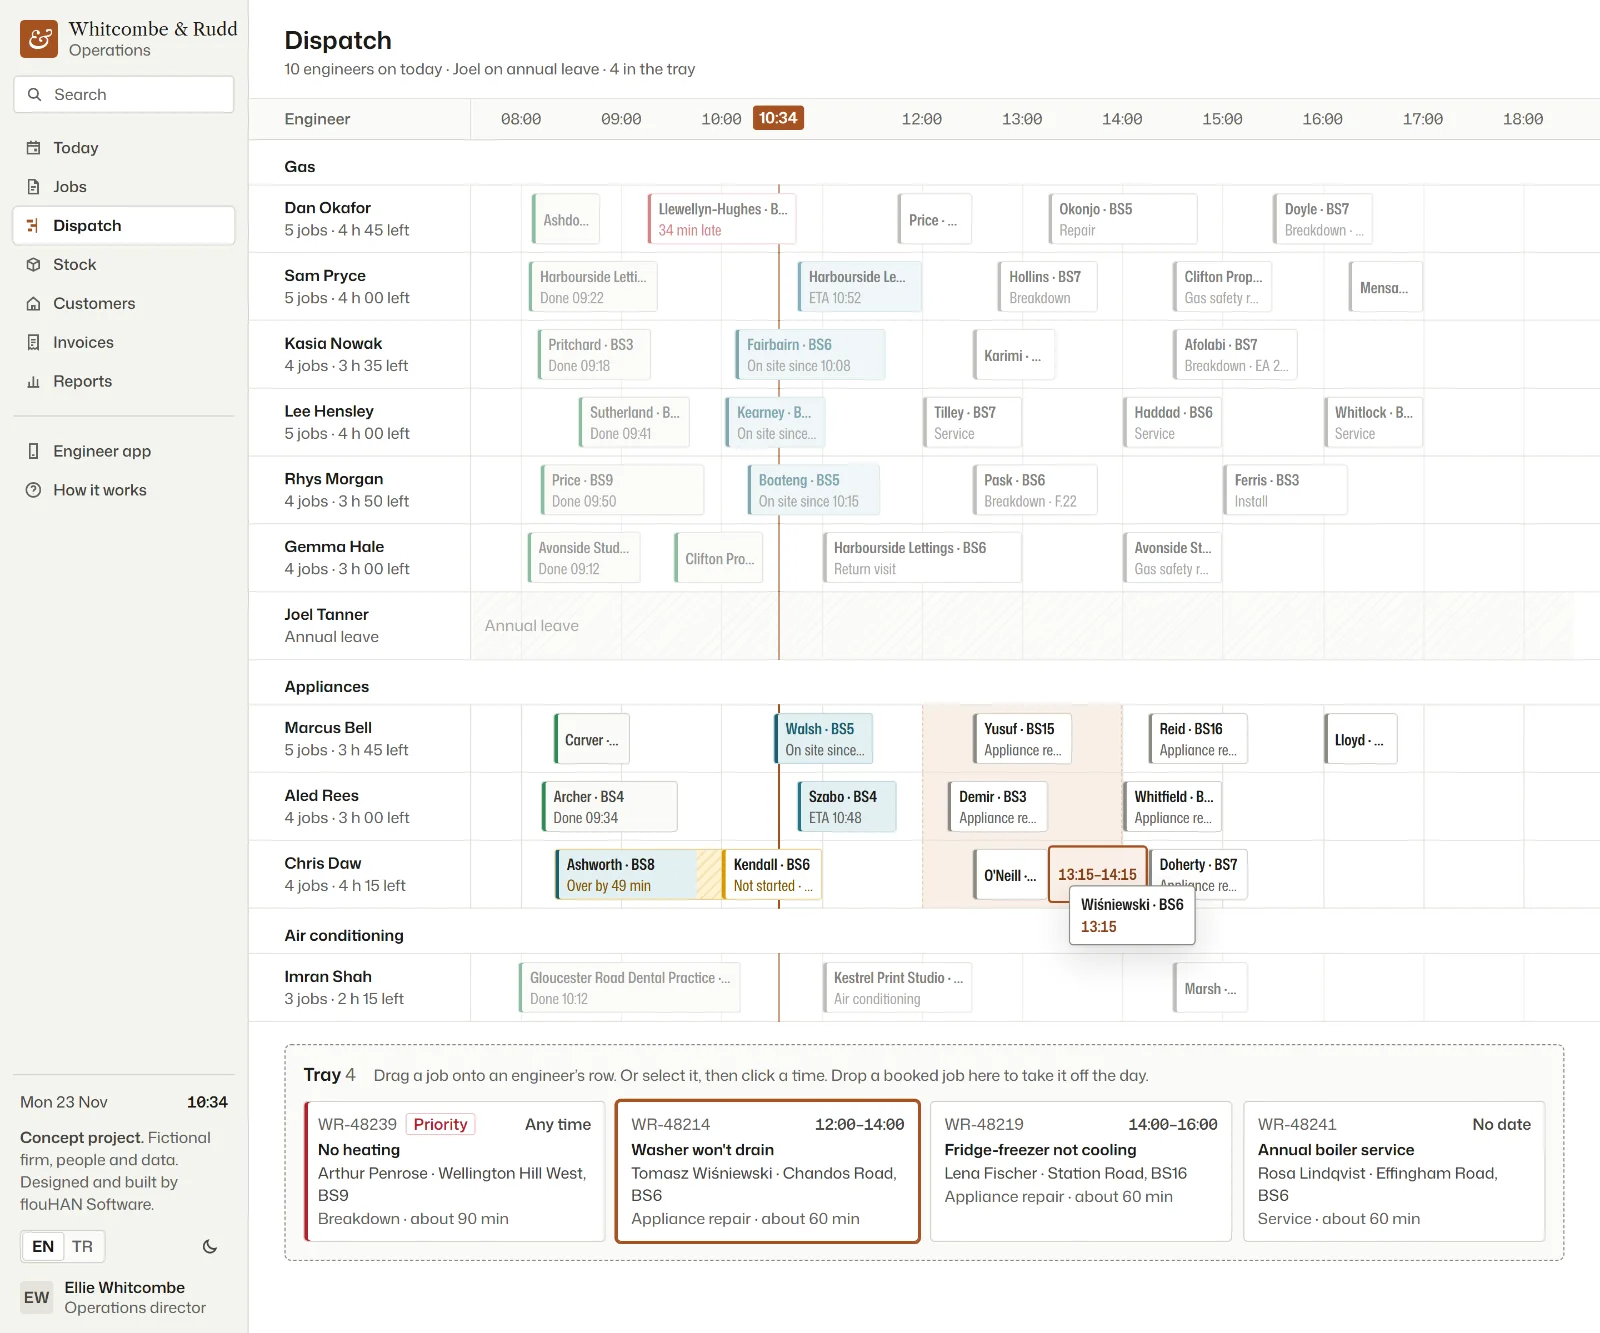 &
Whitcombe & Rudd
Operations
Search
Today
Jobs
Dispatch
Stock
Customers
Invoices
Reports
Engineer app
How it works
Mon 23 Nov 10:34
Concept project. Fictional
firm, people and data.
Designed and built by
flouHAN Software.
EN TR
EW
Ellie Whitcombe
Operations director
Dispatch
10 engineers on today · Joel on annual leave · 4 in the tray
Engineer 08:00 09:00 10:00 10:34 12:00 13:00 14:00 15:00 16:00 17:00 18:00
Gas
Dan Okafor
5 jobs · 4 h 45 left
Ashdo...
Llewellyn-Hughes · B...
34 min late
Price · ...
Okonjo · BS5
Repair
Doyle · BS7
Breakdown · ...
Sam Pryce
5 jobs · 4 h 00 left
Harbourside Letti...
Done 09:22
Harbourside Le...
ETA 10:52
Hollins · BS7
Breakdown
Clifton Prop...
Gas safety r...
Mensa...
Kasia Nowak
4 jobs · 3 h 35 left
Pritchard · BS3
Done 09:18
Fairbairn · BS6
On site since 10:08
Karimi · ...
Afolabi · BS7
Breakdown · EA 2...
Lee Hensley
5 jobs · 4 h 00 left
Sutherland · B...
Done 09:41
Kearney · B...
On site since...
Tilley · BS7
Service
Haddad · BS6
Service
Whitlock · B...
Service
Rhys Morgan
4 jobs · 3 h 50 left
Price · BS9
Done 09:50
Boateng · BS5
On site since 10:15
Pask · BS6
Breakdown · F.22
Ferris · BS3
Install
Gemma Hale
4 jobs · 3 h 00 left
Avonside Stud...
Done 09:12
Clifton Pro...
Harbourside Lettings · BS6
Return visit
Avonside St...
Gas safety r...
Joel Tanner
Annual leave
Annual leave
Appliances
Marcus Bell
5 jobs · 3 h 45 left
Carver ·...
Walsh · BS5
On site since...
Yusuf · BS15
Appliance re...
Reid · BS16
Appliance re...
Lloyd · ...
Aled Rees
4 jobs · 3 h 00 left
Archer · BS4
Done 09:34
Szabo · BS4
ETA 10:48
Demir · BS3
Appliance re...
Whitfield · B...
Appliance re...
Chris Daw
4 jobs · 4 h 15 left
Ashworth · BS8
Over by 49 min
Kendall · BS6
Not started · ...
O'Neill ·...
13:15–14:15
Doherty · BS7
Appliance re...
Wiśniewski · BS6
13:15
Air conditioning
Imran Shah
3 jobs · 2 h 15 left
Gloucester Road Dental Practice ·...
Done 10:12
Kestrel Print Studio · ...
Air conditioning
Marsh ·...
Tray 4 Drag a job onto an engineer's row. Or select it, then click a time. Drop a booked job here to take it off the day.
WR-48239 Priority Any time
No heating
Arthur Penrose · Wellington Hill West,
BS9
Breakdown · about 90 min
WR-48214 12:00–14:00
Washer won't drain
Tomasz Wiśniewski · Chandos Road,
BS6
Appliance repair · about 60 min
WR-48219 14:00–16:00
Fridge-freezer not cooling
Lena Fischer · Station Road, BS16
Appliance repair · about 60 min
WR-48241 No date
Annual boiler service
Rosa Lindqvist · Effingham Road,
BS6
Service · about 60 min